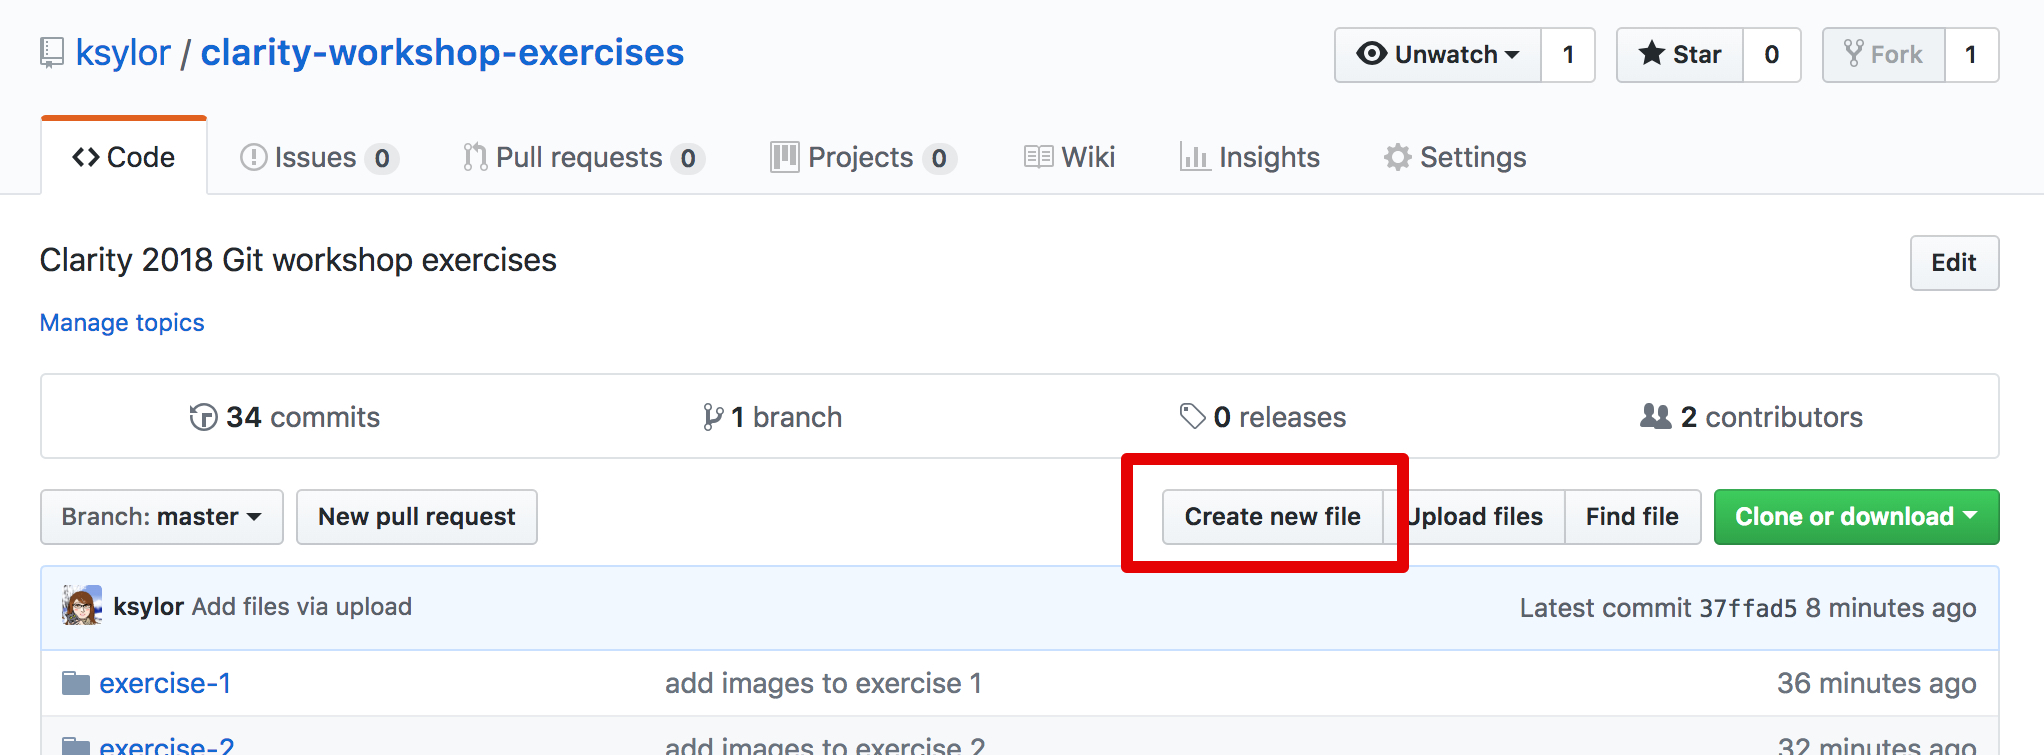 ksylor / clarity-workshop-exercises
Unwatch 1 Star 0 Fork 1
Code Issues 0 Pull requests 0 Projects 0 Wiki Insights Settings
Clarity 2018 Git workshop exercises Edit
Manage topics
34 commits 1 branch 0 releases 2 contributors
Branch: master New pull request Create new file Upload files Find file Clone or download
ksylor Add files via upload Latest commit 37ffad5 8 minutes ago
exercise-1 add images to exercise 1 36 minutes ago
exercise-2 add images to exercise 2 32 minutes ago